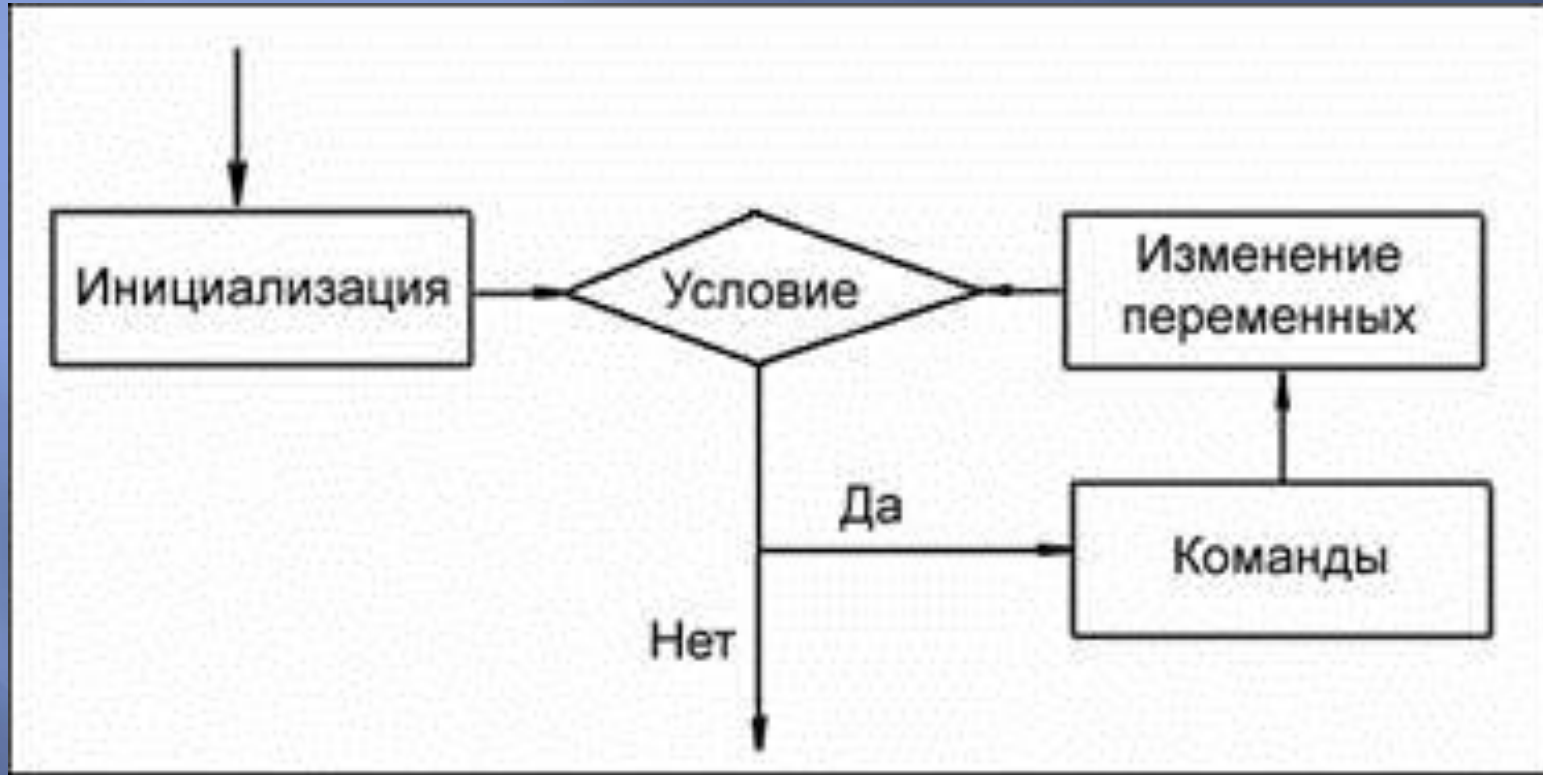 Инициализация
Условие
Изменение
переменных
Да
Команды
Нет